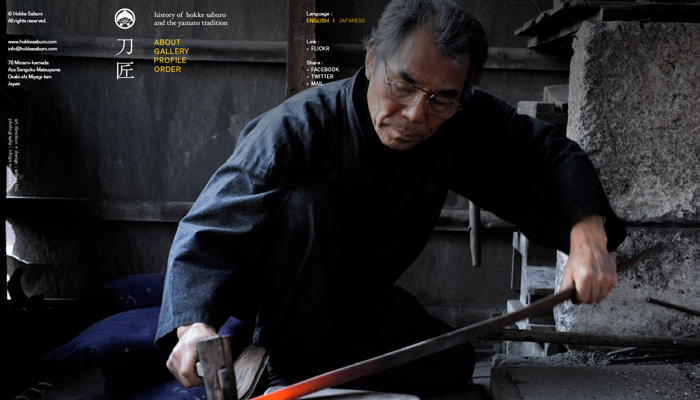 © Hokke Saburo
All rights reserved.
www.hokkesaburo.com
info@hokkesaburo.com
76 Minami-kameda
Aza Sangoku Matsuyama
Osaki-shi Miyagi-ken
Japan
刀
匠
history of hokke saburo
and the yamato tradition
ABOUT
GALLERY
PROFILE
ORDER
Language :
ENGLISH | JAPANESE
Link :
FLICKR
Share :
FACEBOOK
TWITTER
MAIL